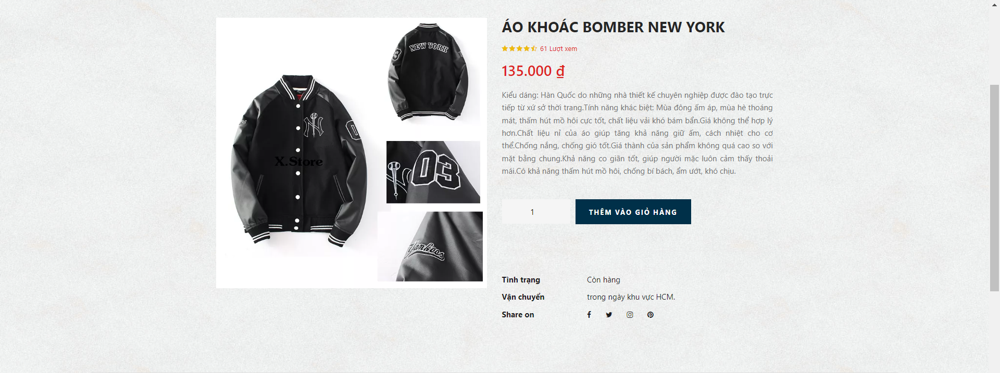 ÁO KHOÁC BOMBER NEW YORK
61 Lượt xem
135.000 ₫
Kiểu dáng: Hàn Quốc do những nhà thiết kế chuyên nghiệp được đào tạo trực
tiếp từ xứ sở thời trang.Tính năng khác biệt: Mùa đông ấm áp, mùa hè thoáng
mát, thấm hút mồ hôi cực tốt, chất liệu vải khó bám bẩn.Giá không thể hợp lý
hơn.Chất liệu nỉ của áo giúp tăng khả năng giữ ấm, cách nhiệt cho cơ
thể.Chống nắng, chống gió tốt.Giá thành của sản phẩm không quá cao so với
mặt bằng chung.Khả năng co giãn tốt, giúp người mặc luôn cảm thấy thoải
mái.Có khả năng thấm hút mồ hôi, chống bí bách, ẩm ướt, khó chịu.
1
THÊM VÀO GIỎ HÀNG
Tình trạng Còn hàng
Vận chuyển trong ngày khu vực HCM.
Share on
NEW YORK
03
NY
X.Store
03
Yankees